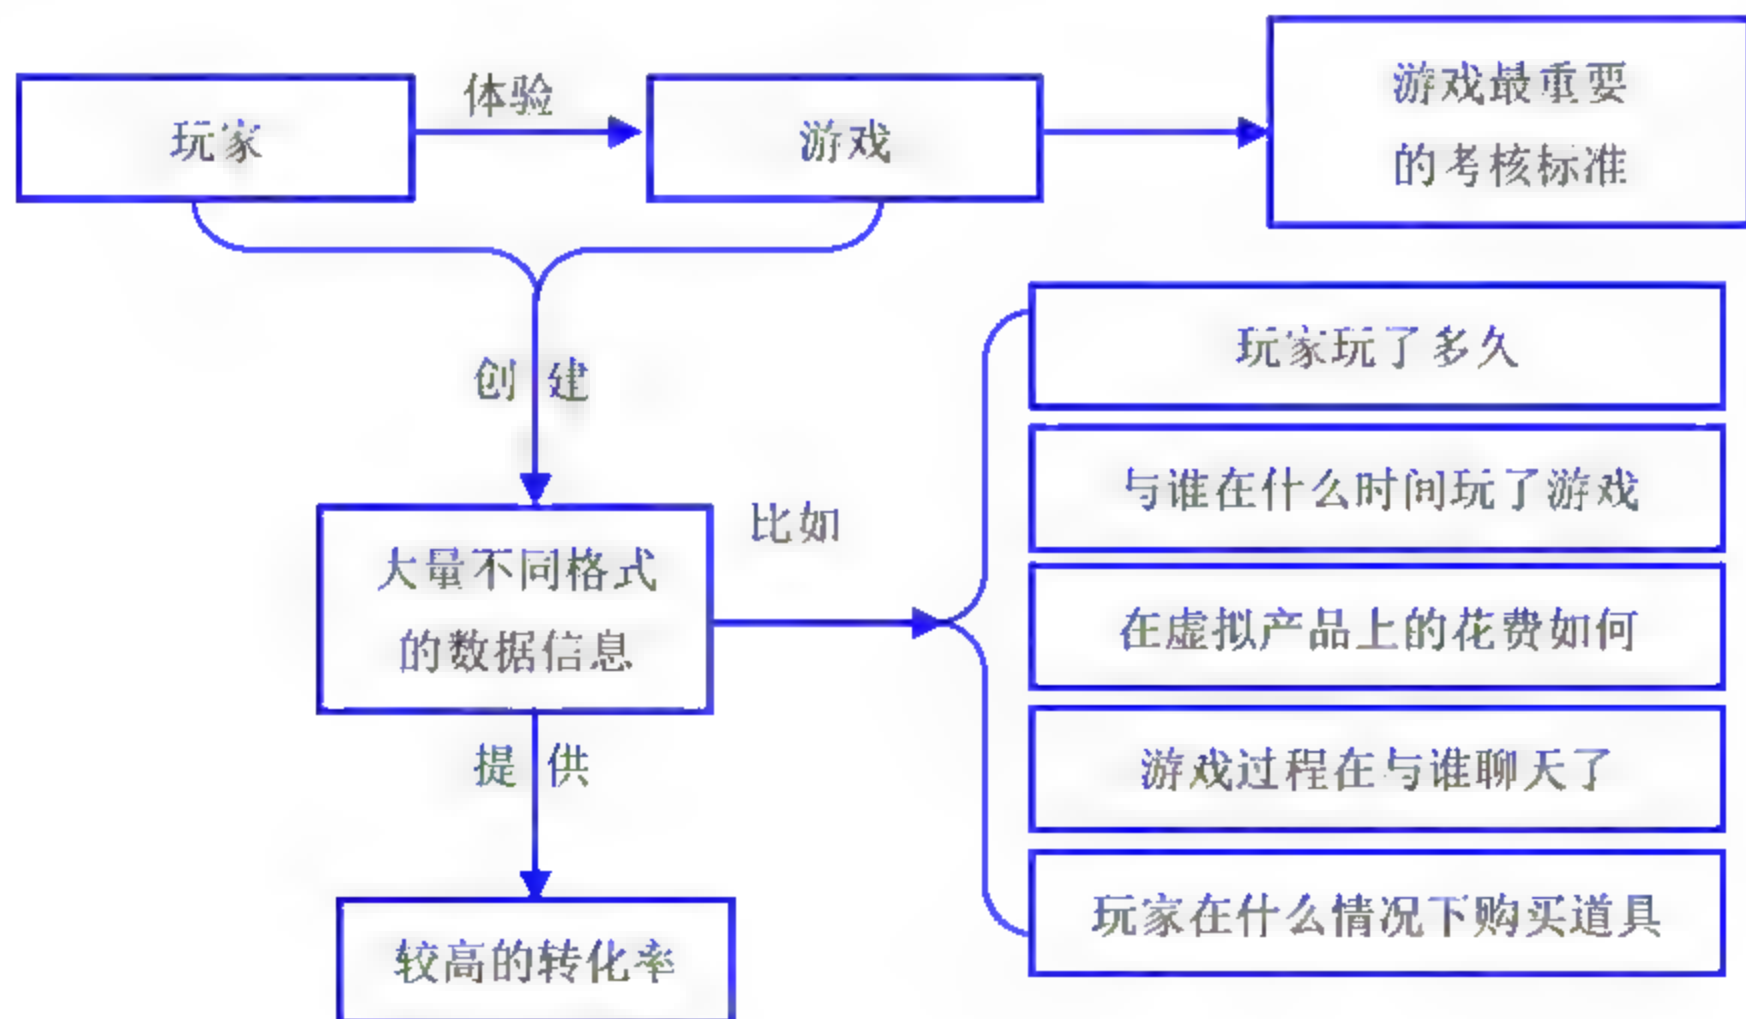 玩家
体验
游戏
游戏最重要
的考核标准
创建
大量不同格式
的数据信息
比如
玩家玩了多久
与谁在什么时间玩了游戏
在虚拟产品上的花费如何
游戏过程在与谁聊天了
玩家在什么情况下购买道具
提供
较高的转化率